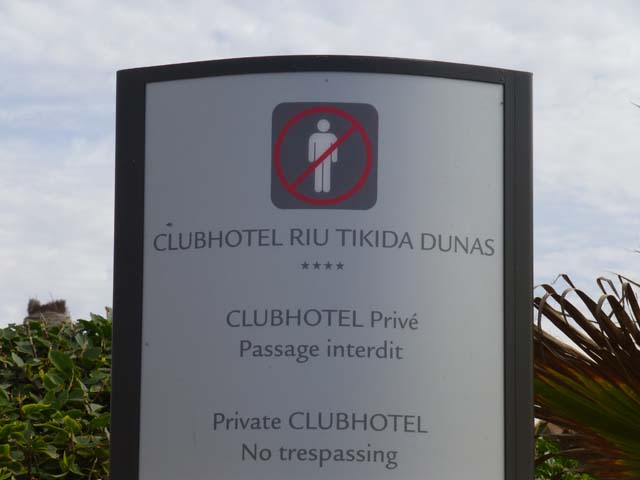 CLUBHOTEL RIU TIKIDA DUNAS
★★★★
CLUBHOTEL Privé
Passage interdit
Private CLUBHOTEL
No trespassing